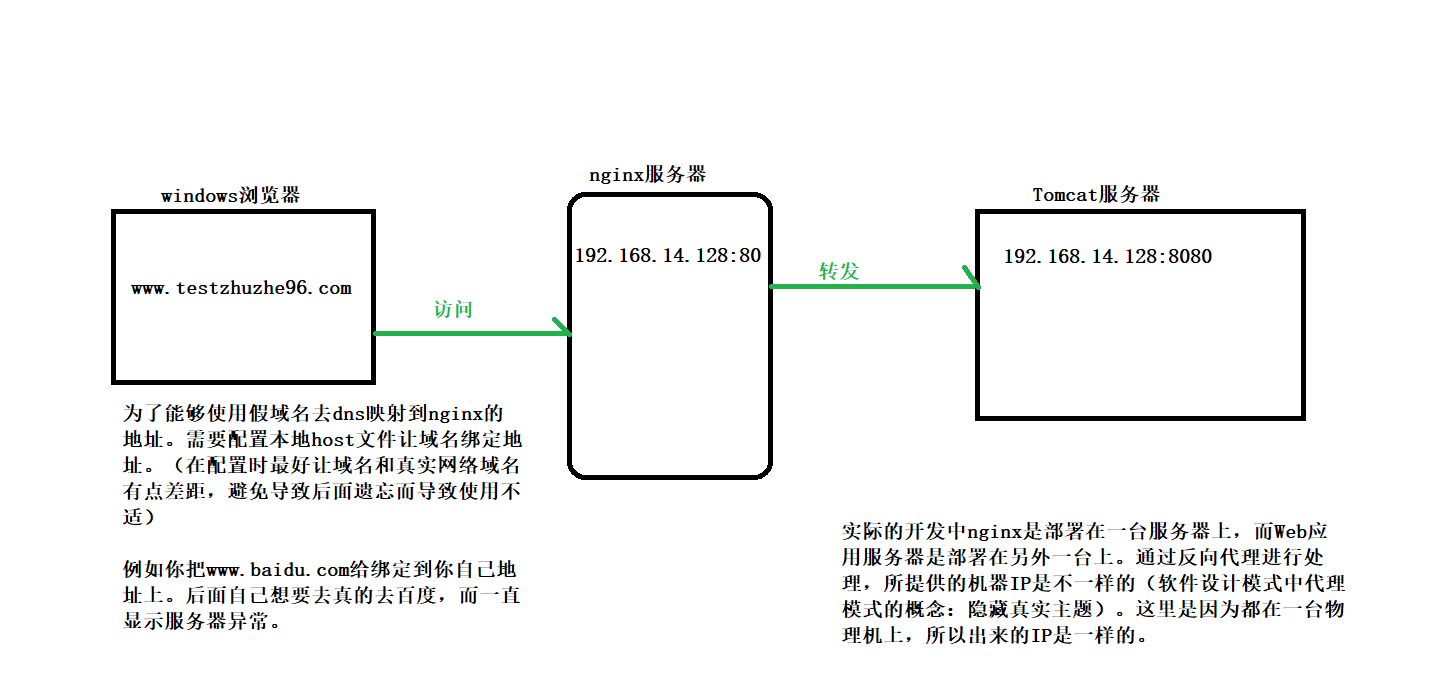 windows浏览器
www.testzhuzhe96.com
访问
nginx服务器
192.168.14.128:80
转发
Tomcat服务器
192.168.14.128:8080
为了能够使用假域名去dns映射到nginx的
地址。需要配置本地host文件让域名绑定地
址。（在配置时最好让域名和真实网络域名
有点差距，避免导致后面遗忘而导致使用不
适）
例如你把www.baidu.com给绑定到你自己地
址上。后面自己想要去真的去百度，而一直
显示服务器异常。
实际的开发中nginx是部署在一台服务器上，而Web应
用服务器是部署在另外一台上。通过反向代理进行处
理，所提供的机器IP是不一样的（软件设计模式中代理
模式的概念：隐藏真实主题）。这里是因为都在一台物
理机上，所以出来的IP是一样的。